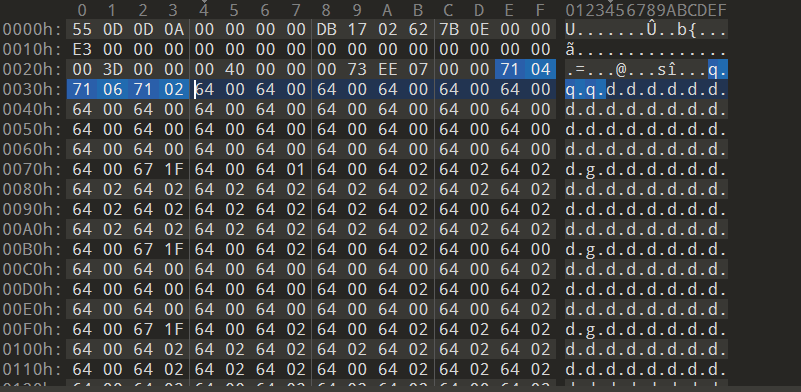 0 1 2 3 4 5 6 7 8 9 A B C D E F 0123456789ABCDEF
0000h: 55 0D 0D 0A 00 00 00 00 DB 17 02 62 7B 0E 00 00 U.......Û..b{...
0010h: E3 00 00 00 00 00 00 00 00 00 00 00 00 00 00 00 ã...............
0020h: 00 3D 00 00 00 40 00 00 00 73 EE 07 00 00 71 04 .=...@...sî...q.
0030h: 71 06 71 02 64 00 64 00 64 00 64 00 64 00 64 00 q.q.d.d.d.d.d.d.
0040h: 64 00 64 00 64 00 64 00 64 00 64 00 64 00 64 00 d.d.d.d.d.d.d.d.
0050h: 64 00 64 00 64 00 64 00 64 00 64 00 64 00 64 00 d.d.d.d.d.d.d.d.
0060h: 64 00 64 00 64 00 64 00 64 00 64 00 64 00 64 00 d.d.d.d.d.d.d.d.
0070h: 64 00 67 1F 64 00 64 01 64 00 64 02 64 02 64 02 d.g.d.d.d.d.d.d.
0080h: 64 02 64 02 64 02 64 02 64 02 64 02 64 02 64 02 d.d.d.d.d.d.d.d.
0090h: 64 02 64 02 64 02 64 02 64 02 64 02 64 00 64 02 d.d.d.d.d.d.d.d.
00A0h: 64 02 64 02 64 02 64 02 64 02 64 02 64 00 64 02 d.d.d.d.d.d.d.d.
00B0h: 64 00 67 1F 64 00 64 02 64 00 64 02 64 00 64 00 d.g.d.d.d.d.d.d.
00C0h: 64 00 64 00 64 00 64 00 64 00 64 00 64 00 64 02 d.d.d.d.d.d.d.d.
00D0h: 64 00 64 00 64 00 64 00 64 00 64 00 64 00 64 02 d.d.d.d.d.d.d.d.
00E0h: 64 00 64 00 64 00 64 00 64 00 64 00 64 00 64 02 d.d.d.d.d.d.d.d.
00F0h: 64 00 67 1F 64 00 64 02 64 00 64 02 64 02 64 02 d.g.d.d.d.d.d.d.
0100h: 64 00 64 02 64 02 64 02 64 02 64 02 64 00 64 02 d.d.d.d.d.d.d.d.
0110h: 64 00 64 02 64 00 64 00 64 00 64 02 64 00 64 02 d.d.d.d.d.d.d.d.